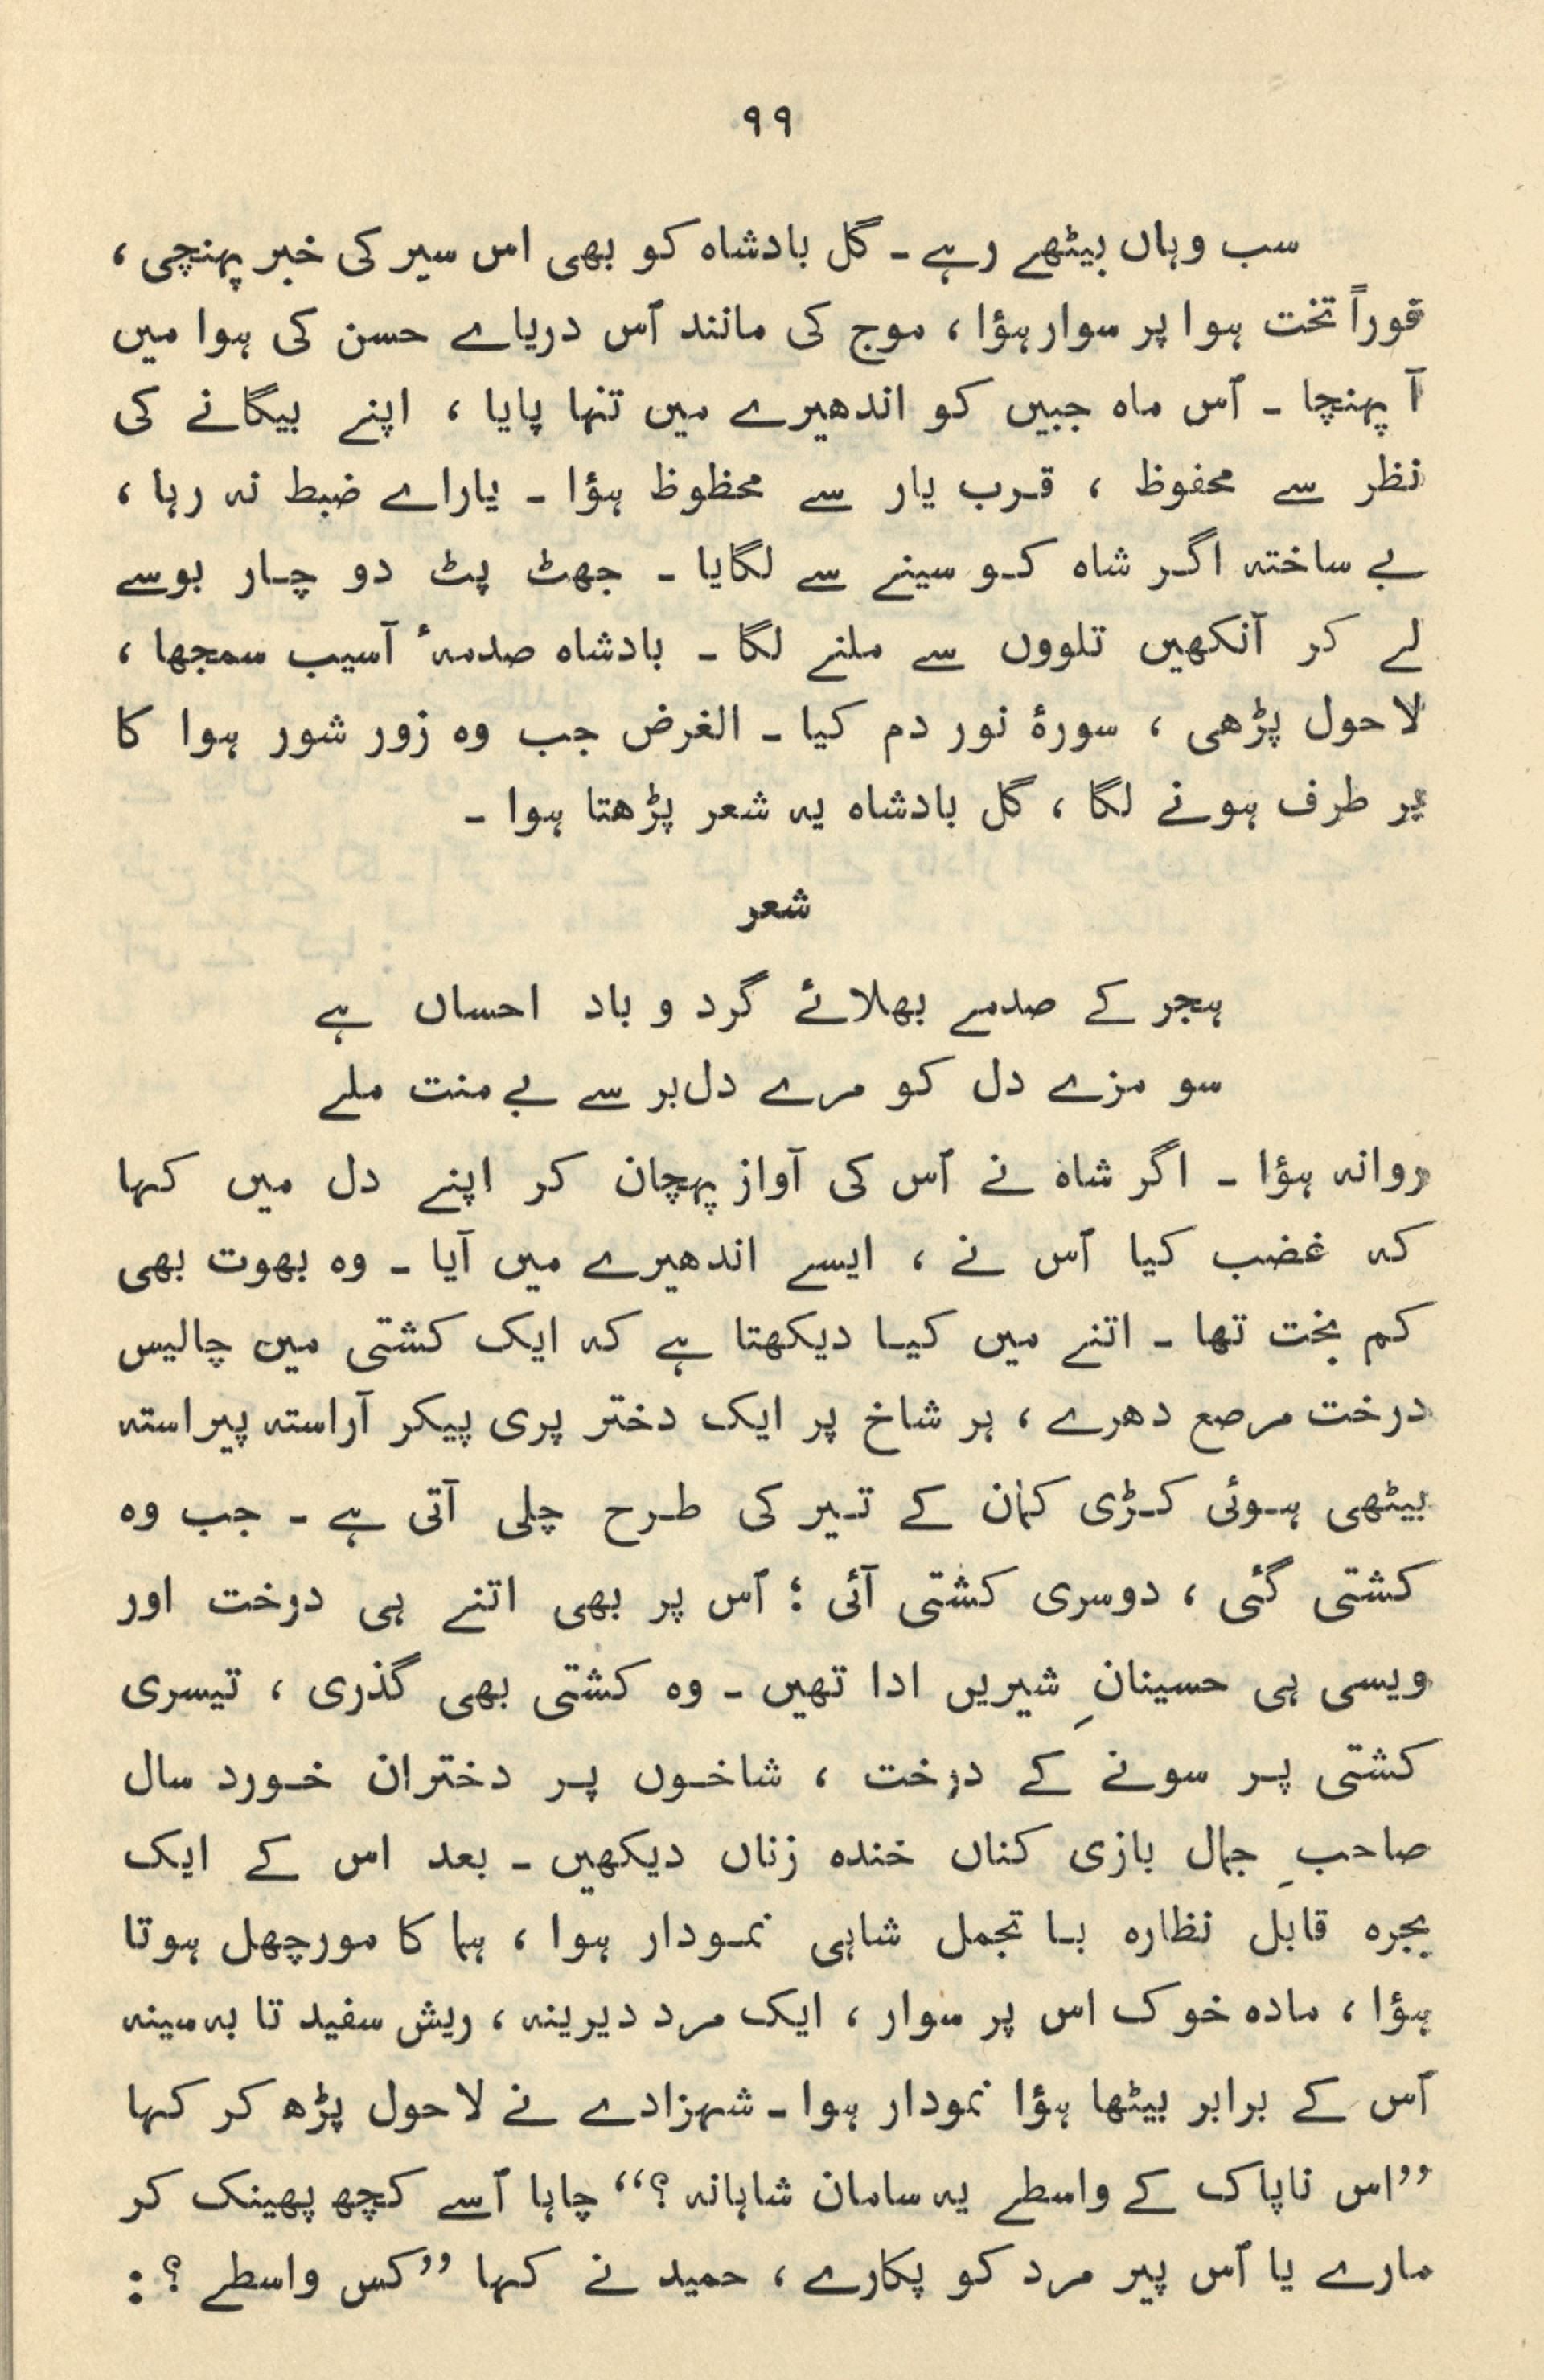 ۹۹
سب وہاں بیٹھے رہے ۔ گل بادشاہ کو بھی اس سیر کی خبر پہنچی ،
فوراً تخت ہوا پر سوار ہؤا ، موج کی مانند اُس دریاے حسن کی ہوا میں
آ پہنچا ۔ اُس ماہ جبیں کو اندھیرے میں تنہا پایا ، اپنے بیگانے کی
نظر سے محفوظ ، قرب یار سے محظوظ ہؤا ۔ یاراے ضبط نہ رہا ،
بے ساختہ اگر شاہ کو سینے سے لگایا ۔ جھٹ پٹ دو چار بوسے
لے کر آنکھیں تلووں سے ملنے لگا ۔ بادشاہ صدمہٴ آسیب سمجھا ،
لاحول پڑھی ، سورۂ نور دم کیا ۔ الغرض جب وہ زور شور ہوا کا
بر طرف ہونے لگا ، گل بادشاہ یہ شعر پڑھتا ہوا ۔
شعر
ہجر کے صدمے بھلائے گرد و باد احساں ہے
سو مزے دل کو مرے دل‌بر سے بے منت ملے
روانہ ہؤا ۔ اگر شاہ نے اُس کی آواز پہچان کر اپنے دل میں کہا
کہ غضب کیا اُس نے ، ایسے اندھیرے میں آیا ۔ وہ بھوت بھی
کم بخت تھا ۔ اتنے میں کیا دیکھتا ہے کہ ایک کشتی میں چالیس
درخت مرصع دھرے ، ہر شاخ پر ایک دختر پری پیکر آراستہ پیراستہ
بیٹھی ہوئی کڑی کمان کے تیر کی طرح چلی آتی ہے ۔ جب وہ
کشتی گئی ، دوسری کشتی آئی ؛ اُس پر بھی اتنے ہی درخت اور
ویسی ہی حسینانِ شیریں ادا تھیں ۔ وہ کشتی بھی گذری ، تیسری
کشتی پر سونے کے درخت ، شاخوں پر دختران خورد سال
صاحبِ جمال بازی کناں خندہ زناں دیکھیں ۔ بعد اس کے ایک
بجرہ قابل نظارہ با تجمل شاہی نمودار ہوا ، ہما کا مورچھل ہوتا
ہؤا ، مادہ خوک اس پر سوار ، ایک مرد دیرینہ ، ریش سفید تا بہ سینہ
اُس کے برابر بیٹھا ہؤا نمودار ہوا ۔ شہزادے نے لاحول پڑھ کر کہا
”اس ناپاک کے واسطے یہ سامان شاہانہ ؟“ چاہا اُسے کچھ پھینک کر
مارے یا اُس پیر مرد کو پکارے ، حمید نے کہا ”کس واسطے ؟ :